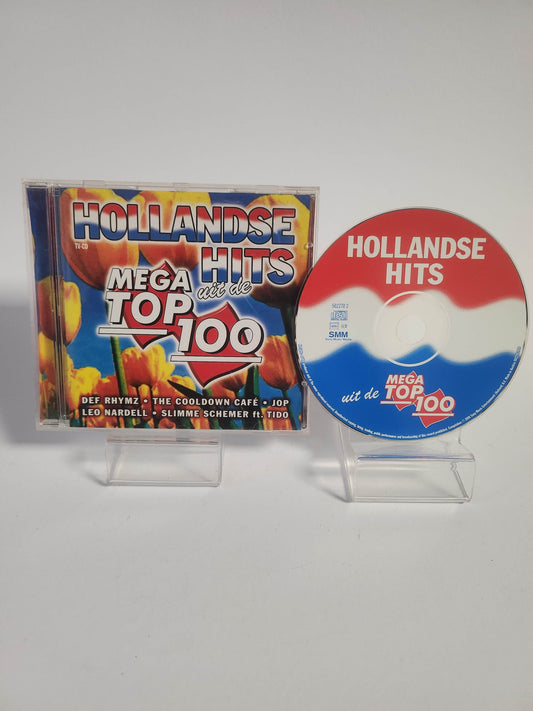 HOLLANDSE
HITS
TV-CD
uit de
MEGA
TOP
100
DEF RHYMZ • THE COOLDOWN CAFÉ • JOP
LEO NARDELL • SLIMME SCHEMER ft. TIDO
HOLLANDSE
HITS
SMM
uit de
MEGA
TOP
100